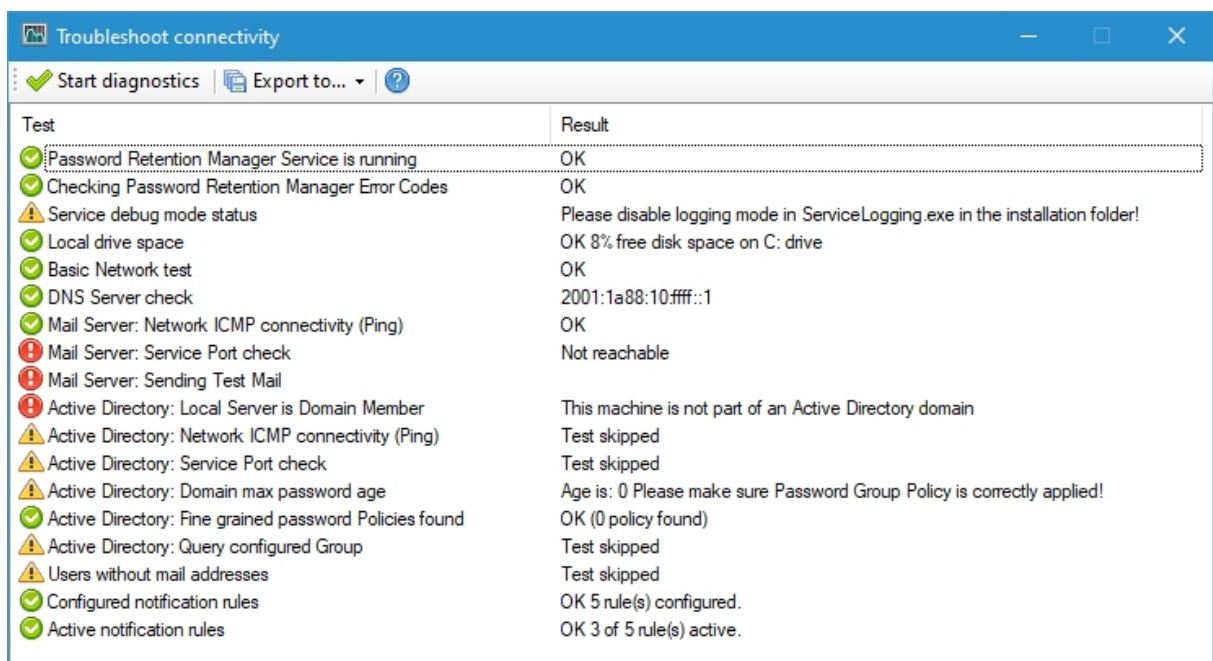 Troubleshoot connectivity
Start diagnostics Export to...
Test Result
Password Retention Manager Service is running OK
Checking Password Retention Manager Error Codes OK
Service debug mode status Please disable logging mode in ServiceLogging.exe in the installation folder!
Local drive space OK 8% free disk space on C: drive
Basic Network test OK
DNS Server check 2001:1a88:10:ffff::1
Mail Server: Network ICMP connectivity (Ping) OK
Mail Server: Service Port check Not reachable
Mail Server: Sending Test Mail
Active Directory: Local Server is Domain Member This machine is not part of an Active Directory domain
Active Directory: Network ICMP connectivity (Ping) Test skipped
Active Directory: Service Port check Test skipped
Active Directory: Domain max password age Age is: 0 Please make sure Password Group Policy is correctly applied!
Active Directory: Fine grained password Policies found OK (0 policy found)
Active Directory: Query configured Group Test skipped
Users without mail addresses Test skipped
Configured notification rules OK 5 rule(s) configured.
Active notification rules OK 3 of 5 rule(s) active.